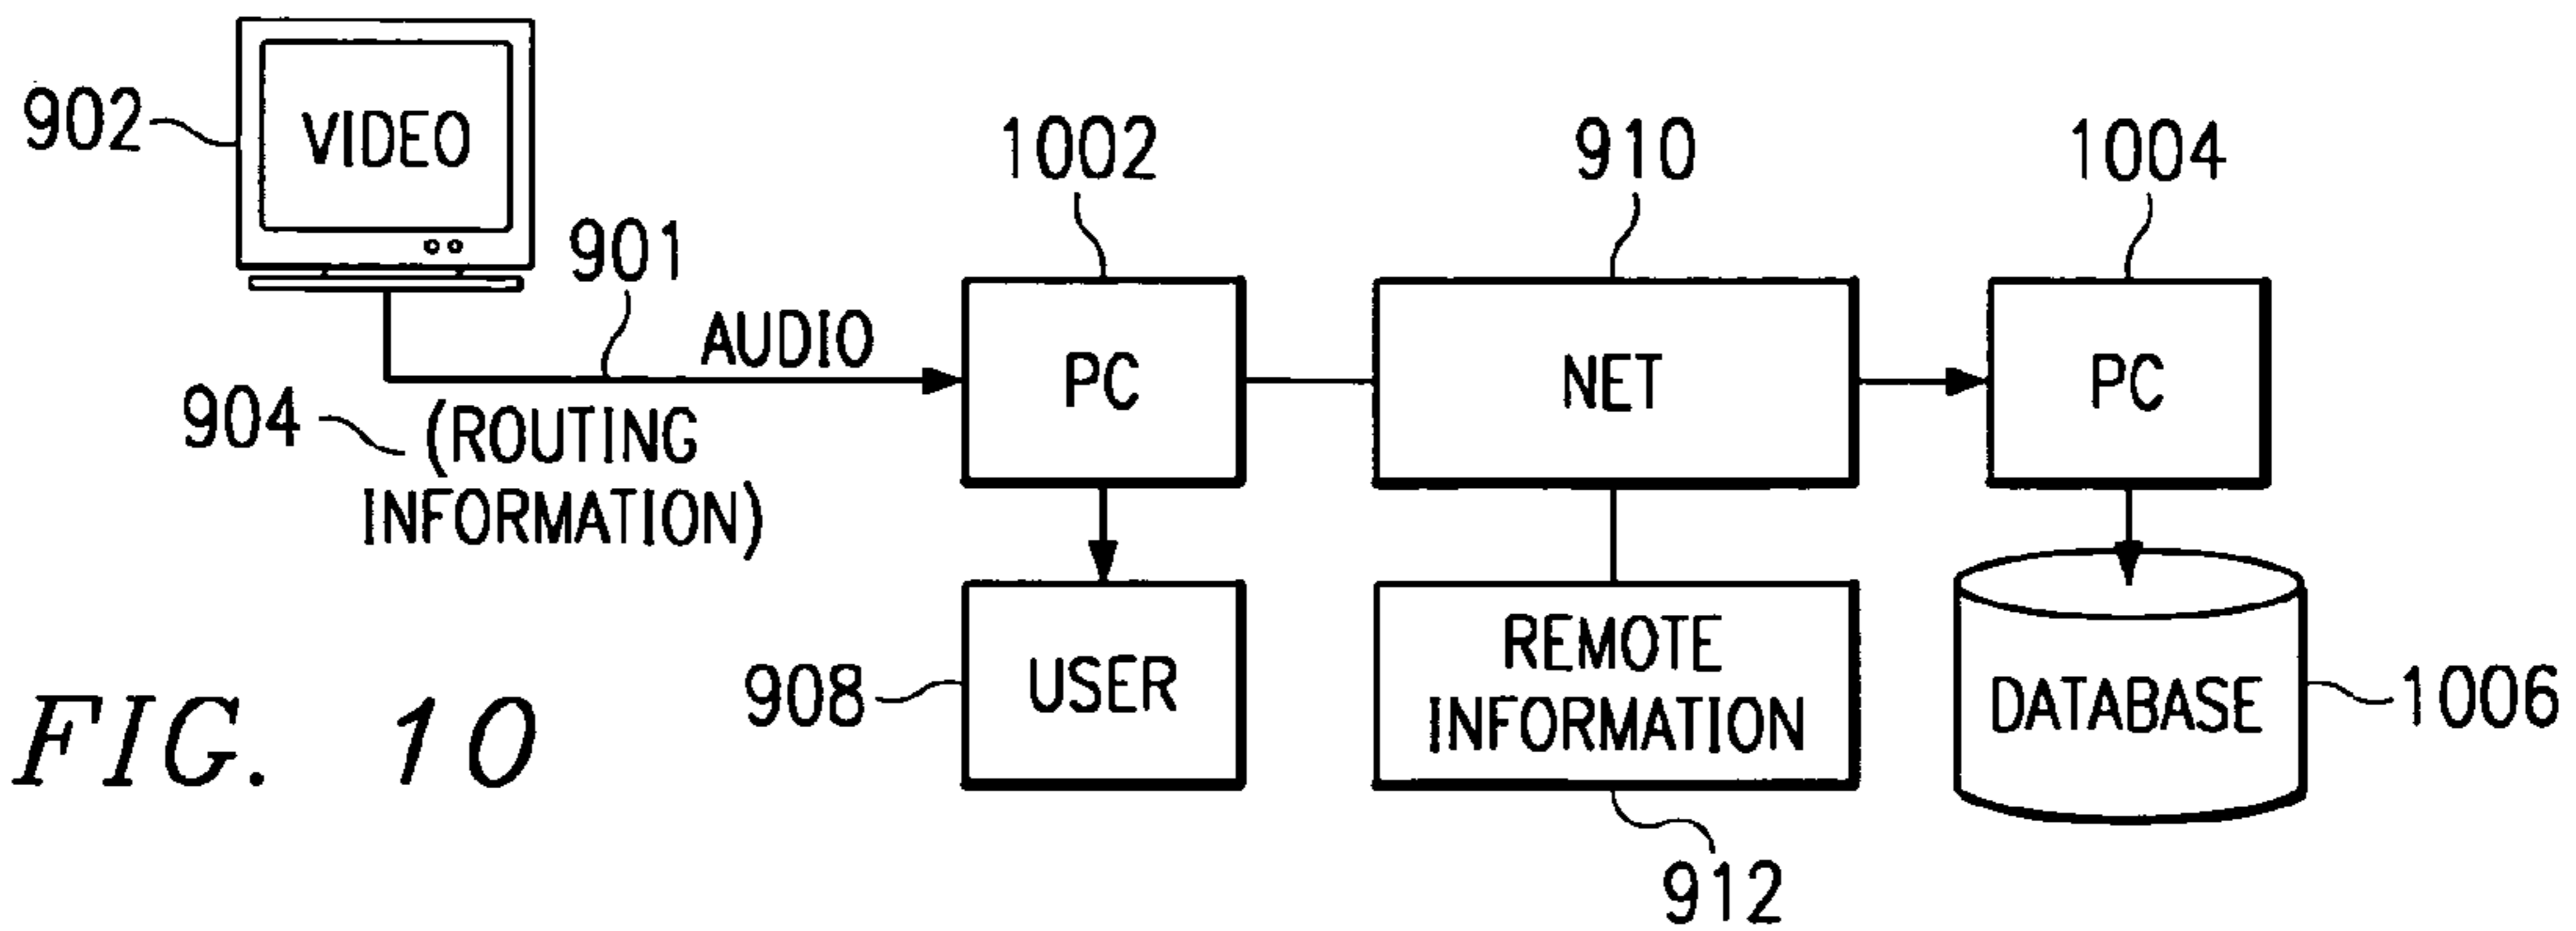 902
VIDEO
901
AUDIO
904
(ROUTING
INFORMATION)
1002
PC
910
NET
1004
PC
908
USER
REMOTE
INFORMATION
912
DATABASE
1006
FIG. 10